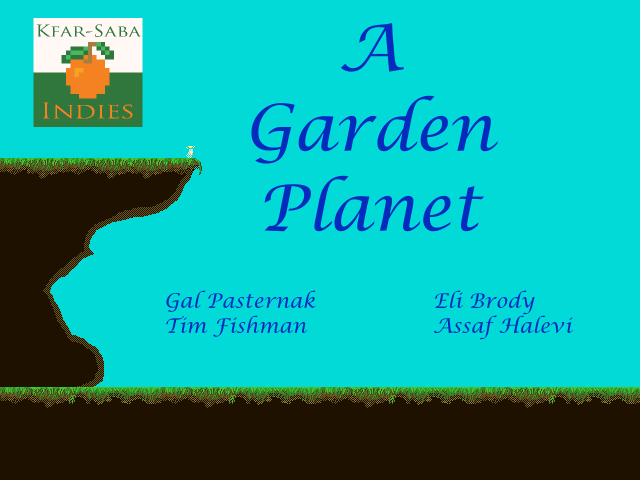 KFAR-SABA
INDIES
A
Garden
Planet
Gal Pasternak
Tim Fishman
Eli Brody
Assaf Halevi